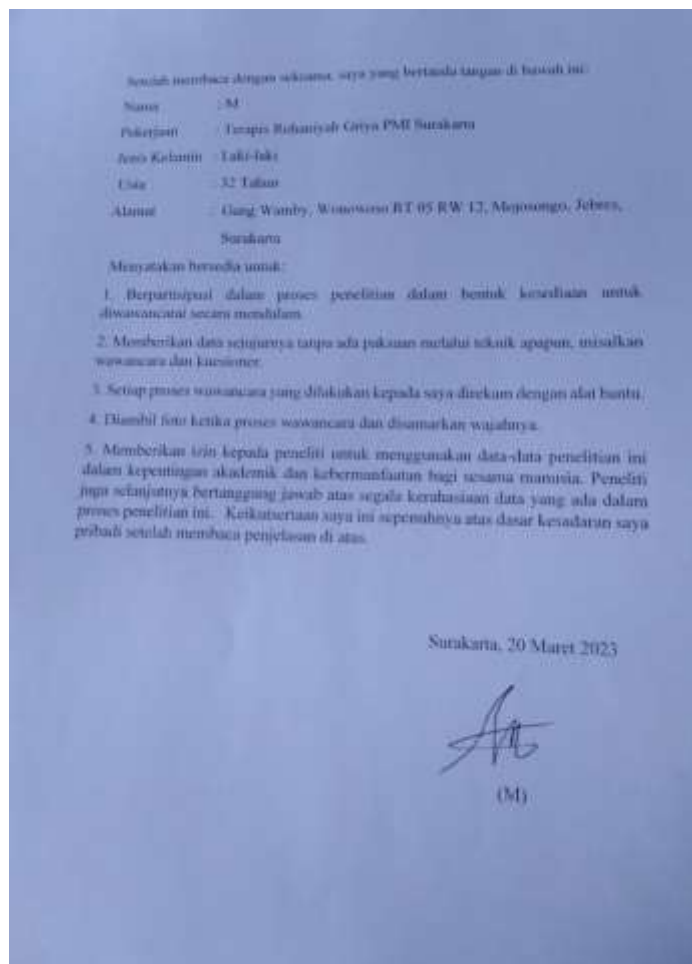 Setelah membaca dengan seksama, saya yang bertanda tangan di bawah ini:
Nama : M
Pekerjaan : Terapis Rohaniyah Griya PMI Surakarta
Jenis Kelamin : Laki-laki
Usia : 32 Tahun
Alamat : Gang Wamby, Wonowoso RT 05 RW 12, Mojosongo, Jebres,
Surakarta
Menyatakan bersedia untuk:
1. Berpartisipasi dalam proses penelitian dalam bentuk kesediaan untuk
diwawancarai secara mendalam.
2. Memberikan data sejujurnya tanpa ada paksaan melalui teknik apapun, misalkan
wawancara dan kuesioner.
3. Setiap proses wawancara yang dilakukan kepada saya direkam dengan alat bantu.
4. Diambil foto ketika proses wawancara dan disamarkan wajahnya.
5. Memberikan izin kepada peneliti untuk menggunakan data-data penelitian ini
dalam kepentingan akademik dan kebermanfaatan bagi sesama manusia. Peneliti
juga selanjutnya bertanggung jawab atas segala kerahasiaan data yang ada dalam
proses penelitian ini. Keikutsertaan saya ini sepenuhnya atas dasar kesadaran saya
pribadi setelah membaca penjelasan di atas.
Surakarta, 20 Maret 2023
(M)